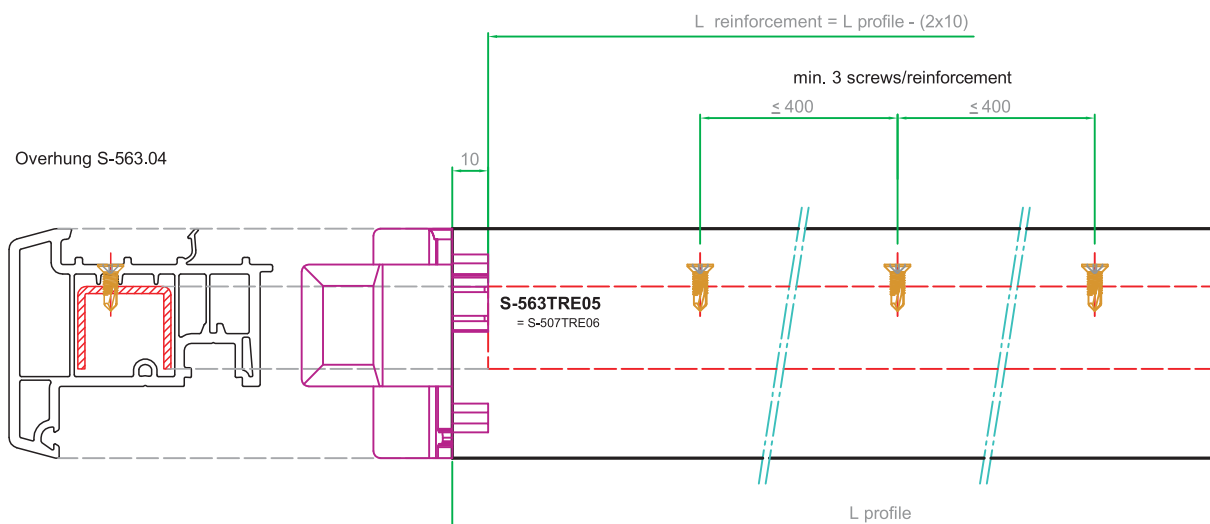 L reinforcement = L profile - (2x10)
min. 3 screws/reinforcement
≤ 400
≤ 400
Overhung S-563.04
10
S-563TRE05
= S-507TRE06
L profile